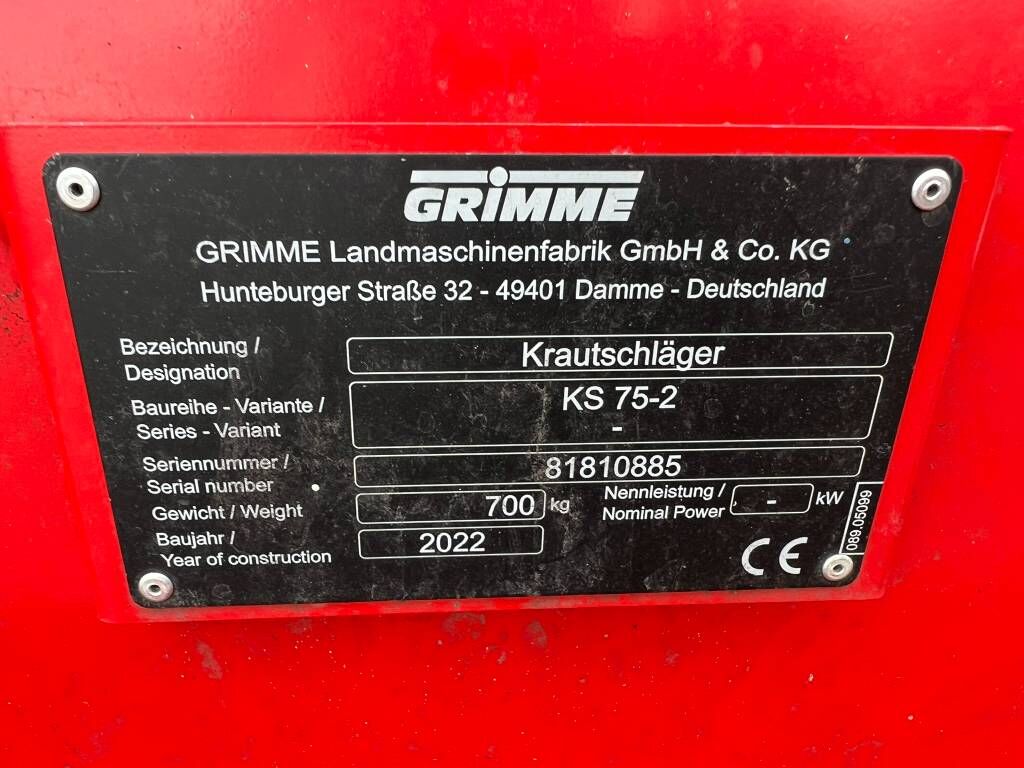 GRIMME
GRIMME Landmaschinenfabrik GmbH & Co. KG
Hunteburger Straße 32 - 49401 Damme - Deutschland
Bezeichnung /
Designation
Krautschläger
Baureihe - Variante /
Series - Variant
KS 75-2
-
Seriennummer /
Serial number
81810885
Gewicht / Weight
700 kg
Nennleistung /
Nominal Power
- kW
Baujahr /
Year of construction
2022
CE
089.05099